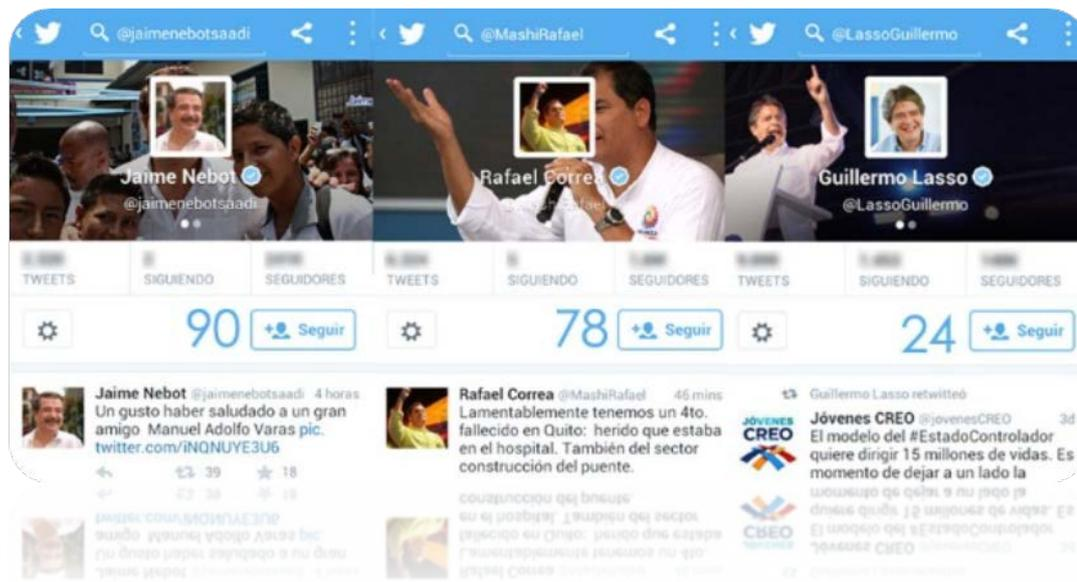 @jaimenebotsaadi
Jaime Nebot
@jaimenebotsaadi
TWEETS
SIGUIENDO
SEGUIDORES
90
Seguir
Jaime Nebot @jaimenebotsaadi 4 horas
Un gusto haber saludado a un gran
amigo Manuel Adolfo Varas pic.
twitter.com/iNQNUYE3U6
39
18
@MashiRafael
Rafael Correa
TWEETS
SIGUIENDO
SEGUIDORES
78
Seguir
Rafael Correa @MashiRafael 46 mins
Lamentablemente tenemos un 4to.
fallecido en Quito: herido que estaba
en el hospital. También del sector
construcción del puente.
@LassoGuillermo
Guillermo Lasso
@LassoGuillermo
TWEETS
SIGUIENDO
SEGUIDORES
24
Seguir
Guillermo Lasso retwitteó
JÓVENES
CREO
Jóvenes CREO @jovenesCREO 3d
El modelo del #EstadoControlador
quiere dirigir 15 millones de vidas. Es
momento de dejar a un lado la